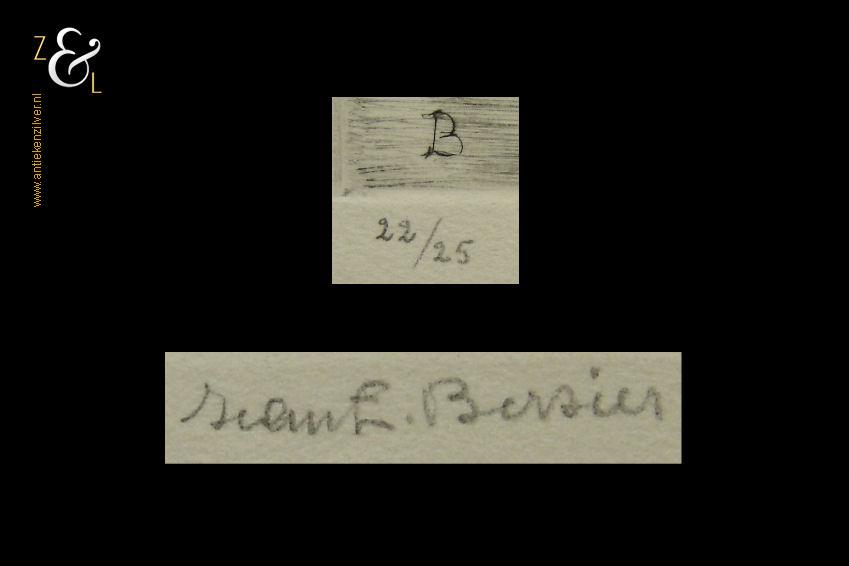 Z & L
www.antiekenzilver.nl
B
22/25
Jean E. Bersier